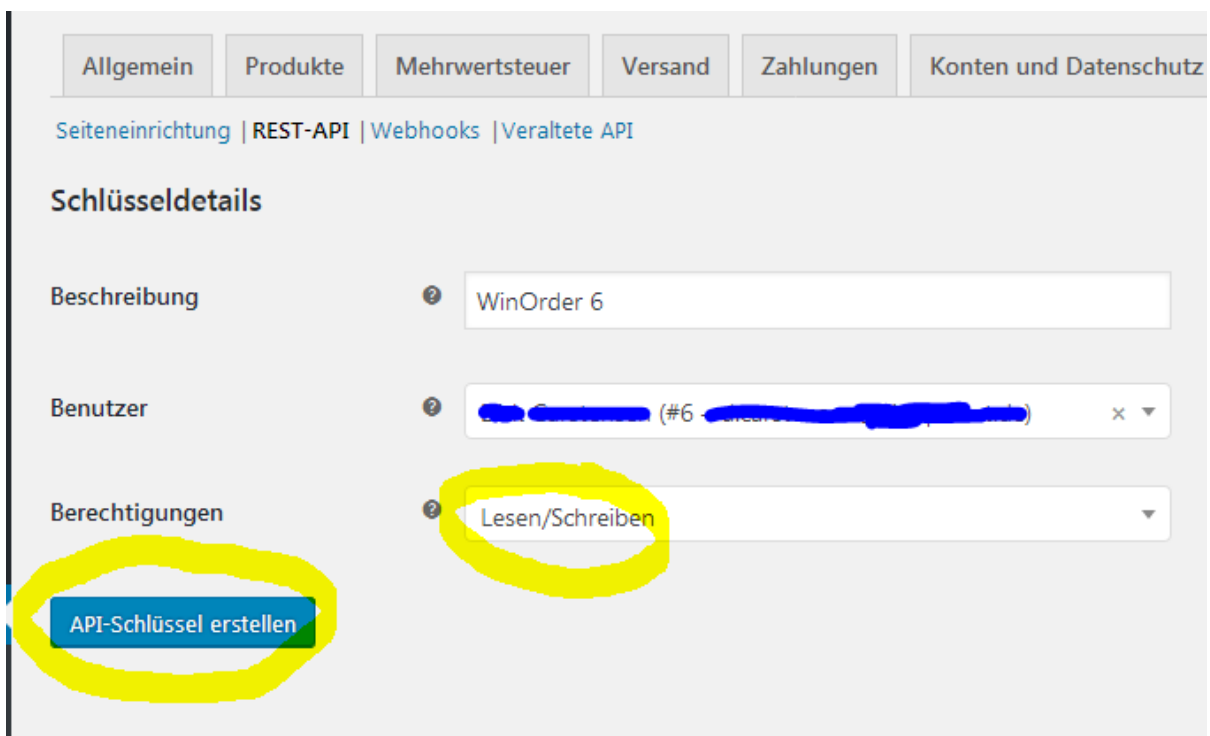 Allgemein Produkte Mehrwertsteuer Versand Zahlungen Konten und Datenschutz
Seiteneinrichtung | REST-API | Webhooks | Veraltete API
Schlüsseldetails
Beschreibung WinOrder 6
Benutzer (#6 - )
Berechtigungen Lesen/Schreiben
API-Schlüssel erstellen